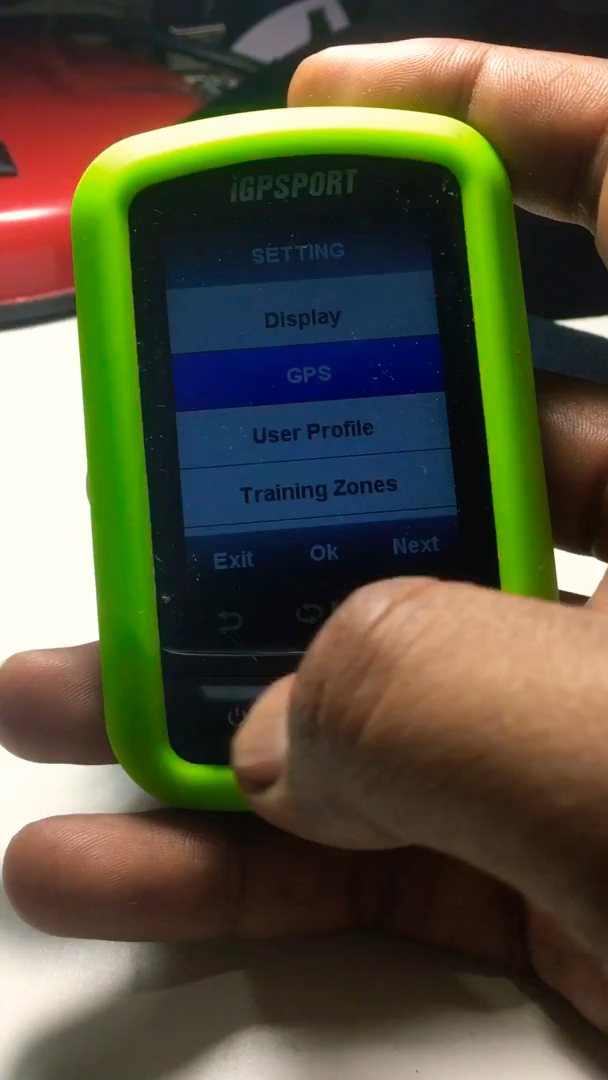 iGPSPORT
SETTING
Display
GPS
User Profile
Training Zones
Exit Ok Next